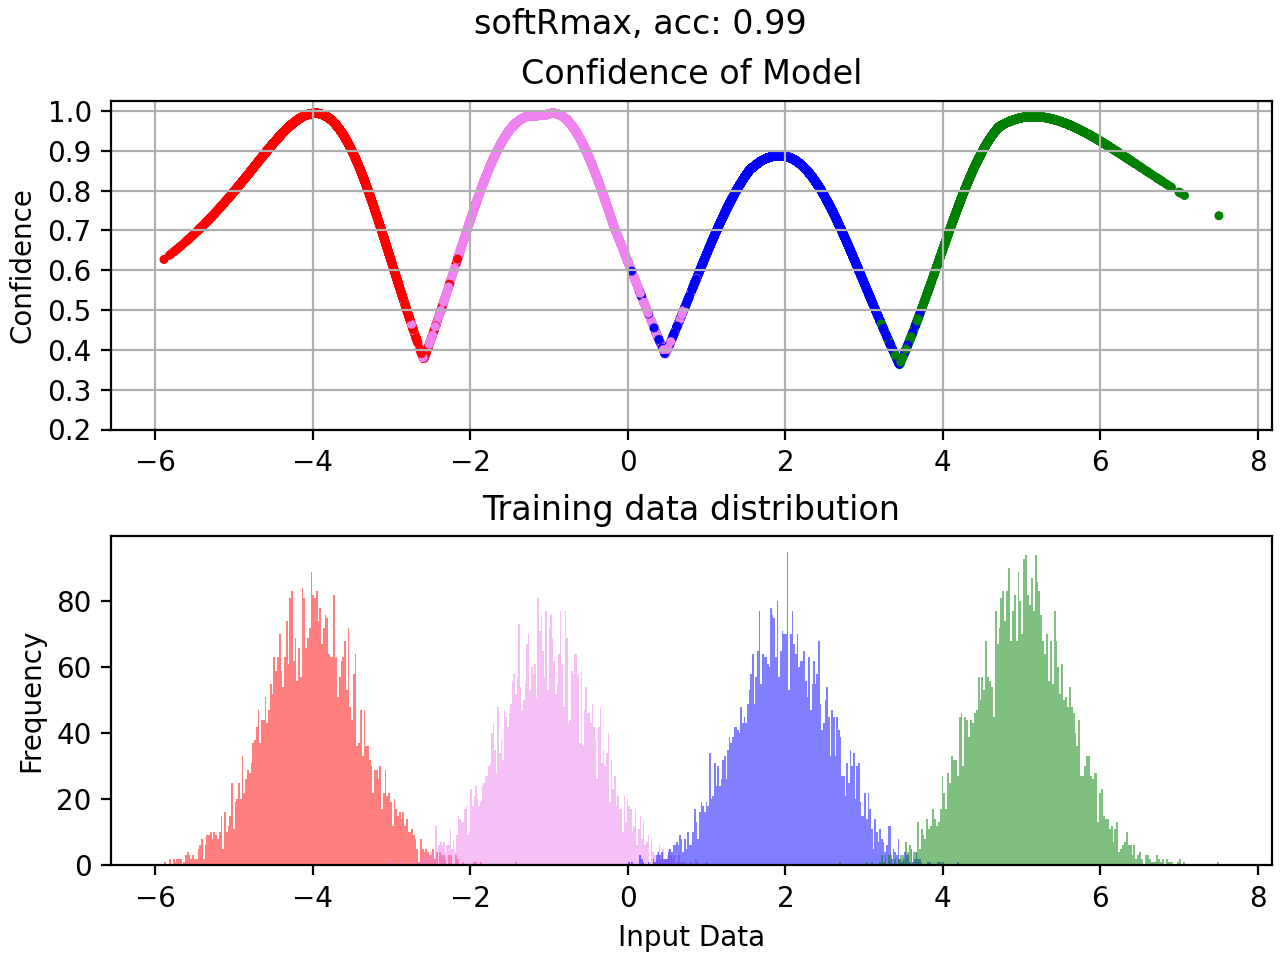 softRmax, acc: 0.99
Confidence of Model
Confidence
1.0
0.9
0.8
0.7
0.6
0.5
0.4
0.3
0.2
−6 −4 −2 0 2 4 6 8
Training data distribution
Frequency
80
60
40
20
0
−6 −4 −2 0 2 4 6 8
Input Data